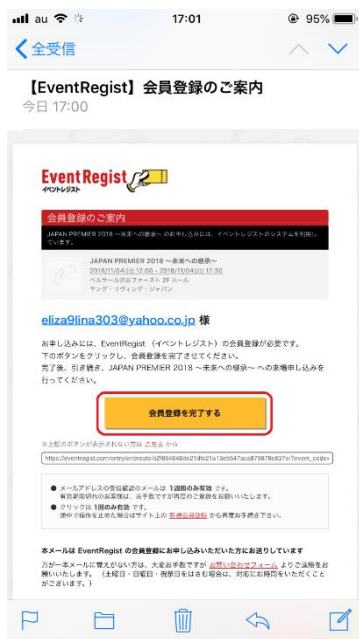 au 17:01 95%
全受信
【EventRegist】会員登録のご案内
今日 17:00
EventRegist
イベントレジスト
会員登録のご案内
JAPAN PREMIER 2018 ～未来への継承～ のお申し込みには、イベントレジストのシステムを利用し
ています。
JAPAN PREMIER 2018 ～未来への継承～
2018/11/04(日) 12:00 - 2018/11/04(日) 17:30
ベルサール渋谷ファースト 2F ホール
ヤング・リヴィング・ジャパン
eliza9lina303@yahoo.co.jp 様
お申し込みには、EventRegist （イベントレジスト）の会員登録が必要です。
下のボタンをクリックし、会員登録を完了させてください。
完了後、引き続き、JAPAN PREMIER 2018 ～未来への継承～ への来場申し込みを
行ってください。
会員登録を完了する
※上記のボタンが表示されない方は こちら から
● メールアドレスの受信確認のメールは 1週間のみ有効 です。
有効期限切れのお客様は、お手数ですが再度のご登録をお願いいたします。
● クリックは 1回のみ有効 です。
途中で操作を止めた場合はサイト上の 新規会員登録 から再度お手続き下さい。
本メールは EventRegist の会員登録にお申し込みいただいた方にお送りしています
万が一本メールに覚えがない方は、大変お手数ですが お問い合わせフォーム よりご連絡をお
願いいたします。（土曜日・日曜日・祝祭日をはさむ場合は、対応にお時間をいただくこと
がございます。）